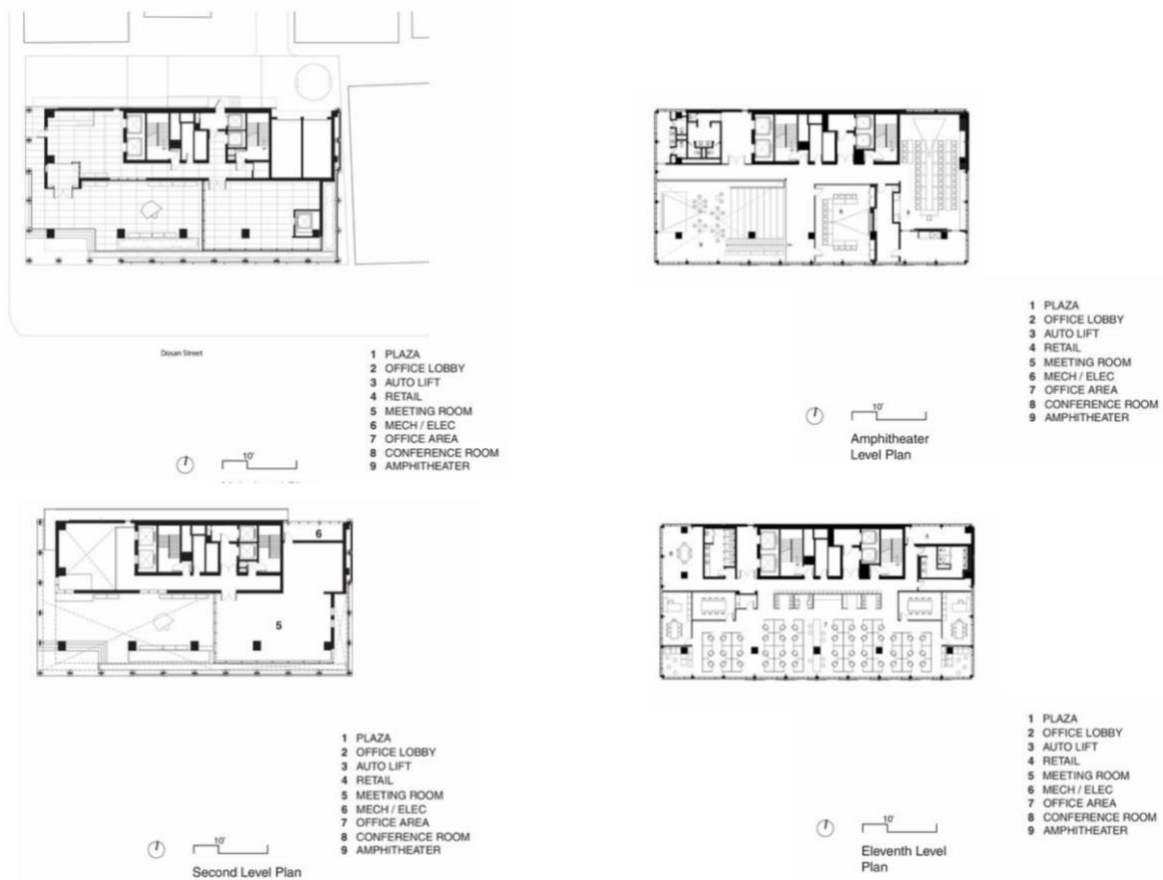 Dosan Street
1 PLAZA
2 OFFICE LOBBY
3 AUTO LIFT
4 RETAIL
5 MEETING ROOM
6 MECH / ELEC
7 OFFICE AREA
8 CONFERENCE ROOM
9 AMPHITHEATER
10'
1 PLAZA
2 OFFICE LOBBY
3 AUTO LIFT
4 RETAIL
5 MEETING ROOM
6 MECH / ELEC
7 OFFICE AREA
8 CONFERENCE ROOM
9 AMPHITHEATER
10'
Amphitheater
Level Plan
6
5
1 PLAZA
2 OFFICE LOBBY
3 AUTO LIFT
4 RETAIL
5 MEETING ROOM
6 MECH / ELEC
7 OFFICE AREA
8 CONFERENCE ROOM
9 AMPHITHEATER
10'
Second Level Plan
1 PLAZA
2 OFFICE LOBBY
3 AUTO LIFT
4 RETAIL
5 MEETING ROOM
6 MECH / ELEC
7 OFFICE AREA
8 CONFERENCE ROOM
9 AMPHITHEATER
10'
Eleventh Level
Plan